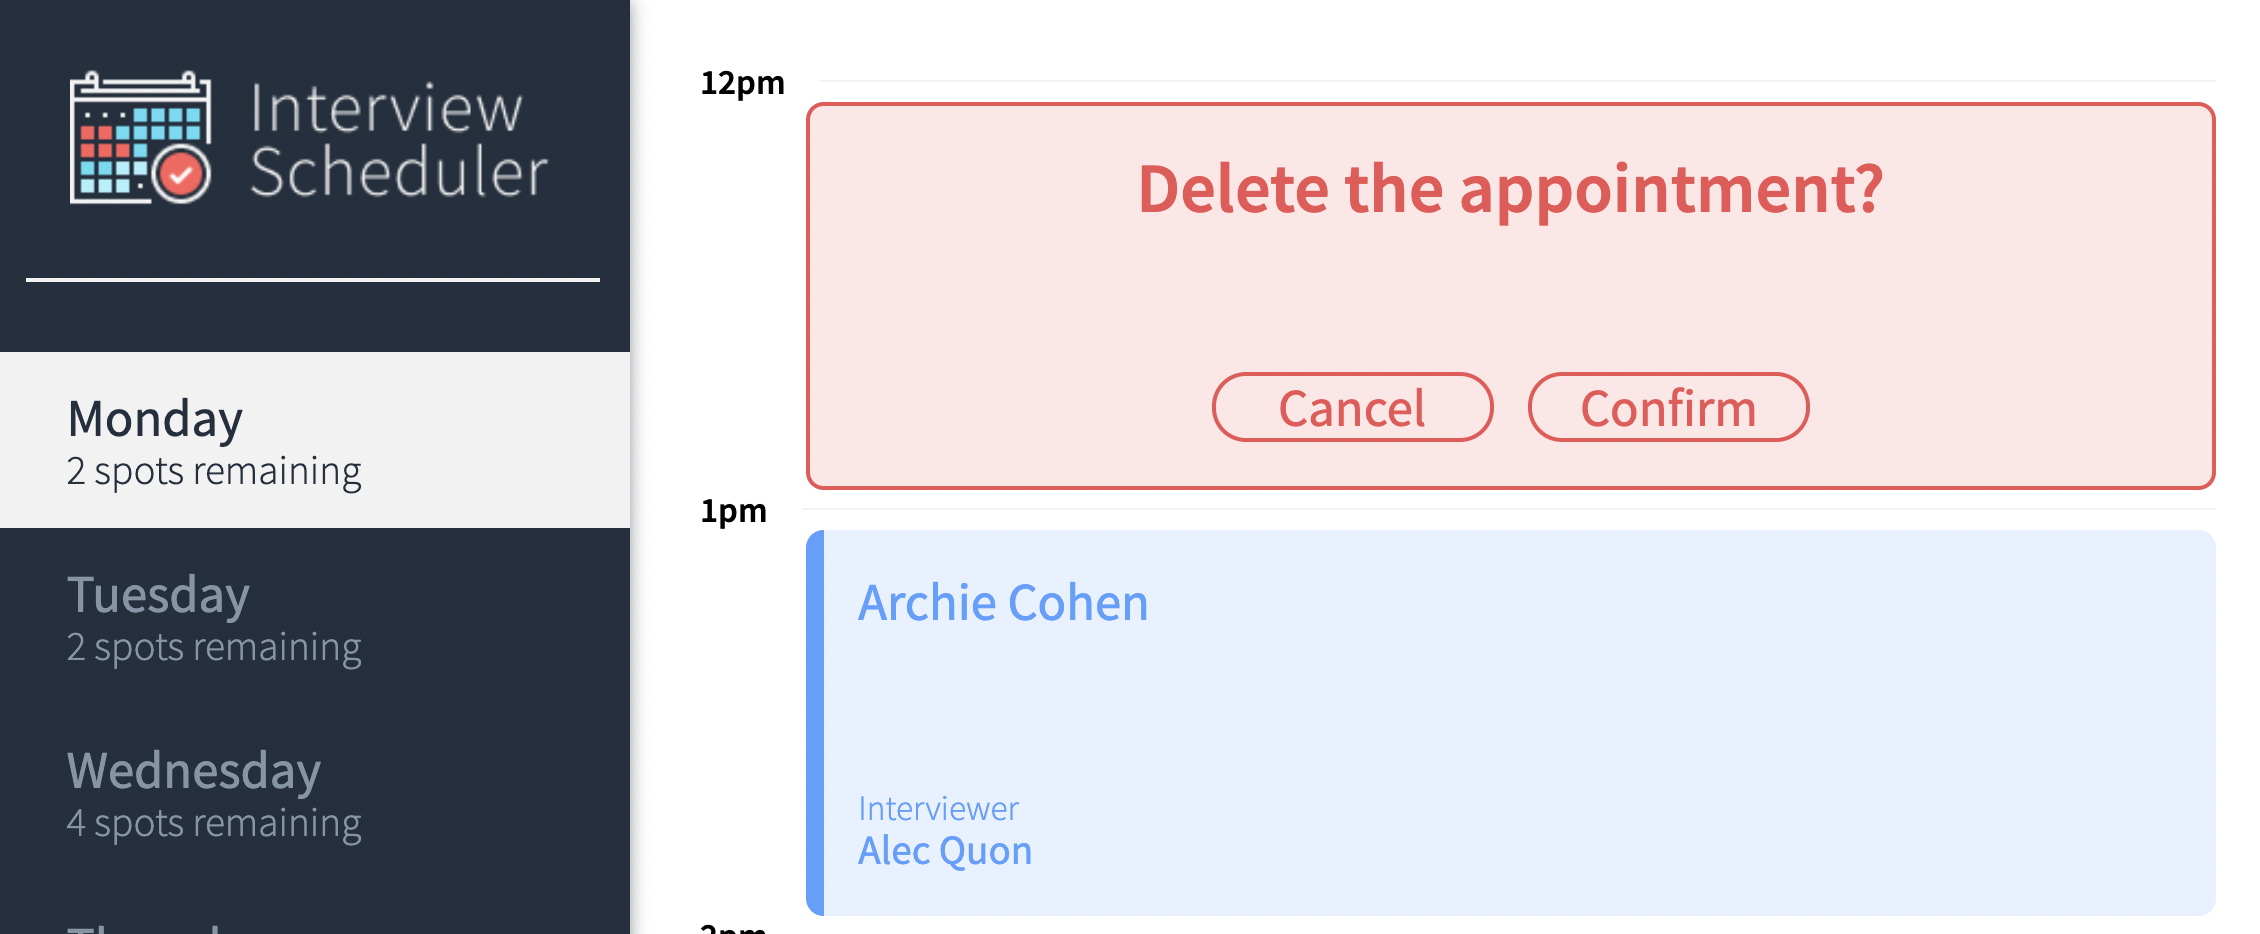 Interview
Scheduler
Monday
2 spots remaining
Tuesday
2 spots remaining
Wednesday
4 spots remaining
12pm
Delete the appointment?
Cancel
Confirm
1pm
Archie Cohen
Interviewer
Alec Quon